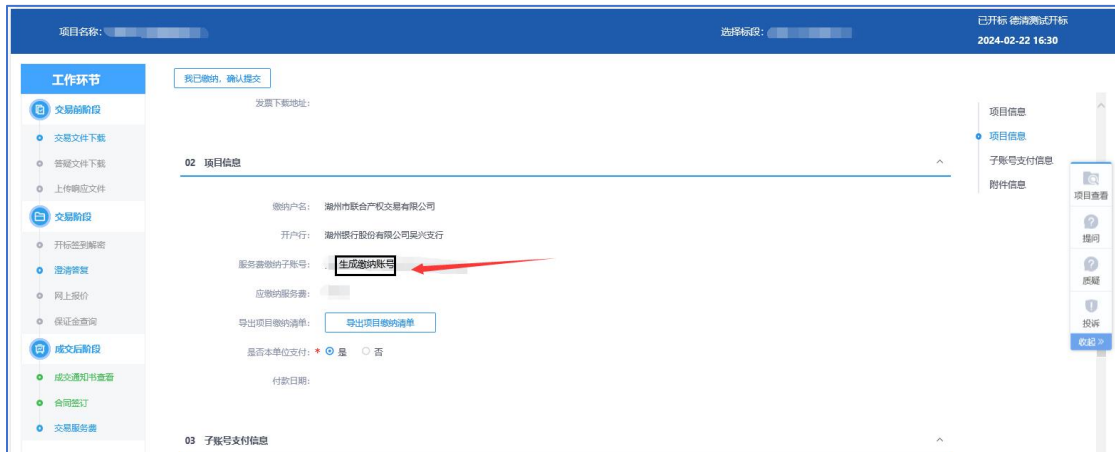 项目名称:
选择标段:
已开标 德清测试开标
2024-02-22 16:30
工作环节
交易前阶段
交易文件下载
答疑文件下载
上传响应文件
交易阶段
开标签到解密
澄清答复
网上报价
保证金查询
成交后阶段
成交通知书查看
合同签订
交易服务费
我已缴纳，确认提交
发票下载地址:
02 项目信息
缴纳户名: 湖州市联合产权交易有限公司
开户行: 湖州银行股份有限公司吴兴支行
服务费缴纳子账号: 生成缴纳账号
应缴纳服务费:
导出项目缴纳清单: 导出项目缴纳清单
是否本单位支付: * 是 否
付款日期:
03 子账号支付信息
项目信息
项目信息
子账号支付信息
附件信息
项目查看
提问
质疑
投诉
收起 »